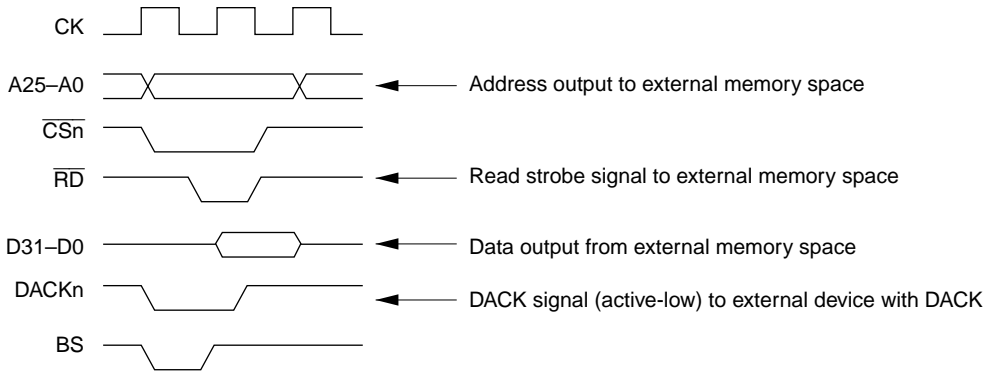 CK
A25–A0 Address output to external memory space
CSn
RD Read strobe signal to external memory space
D31–D0 Data output from external memory space
DACKn DACK signal (active-low) to external device with DACK
BS